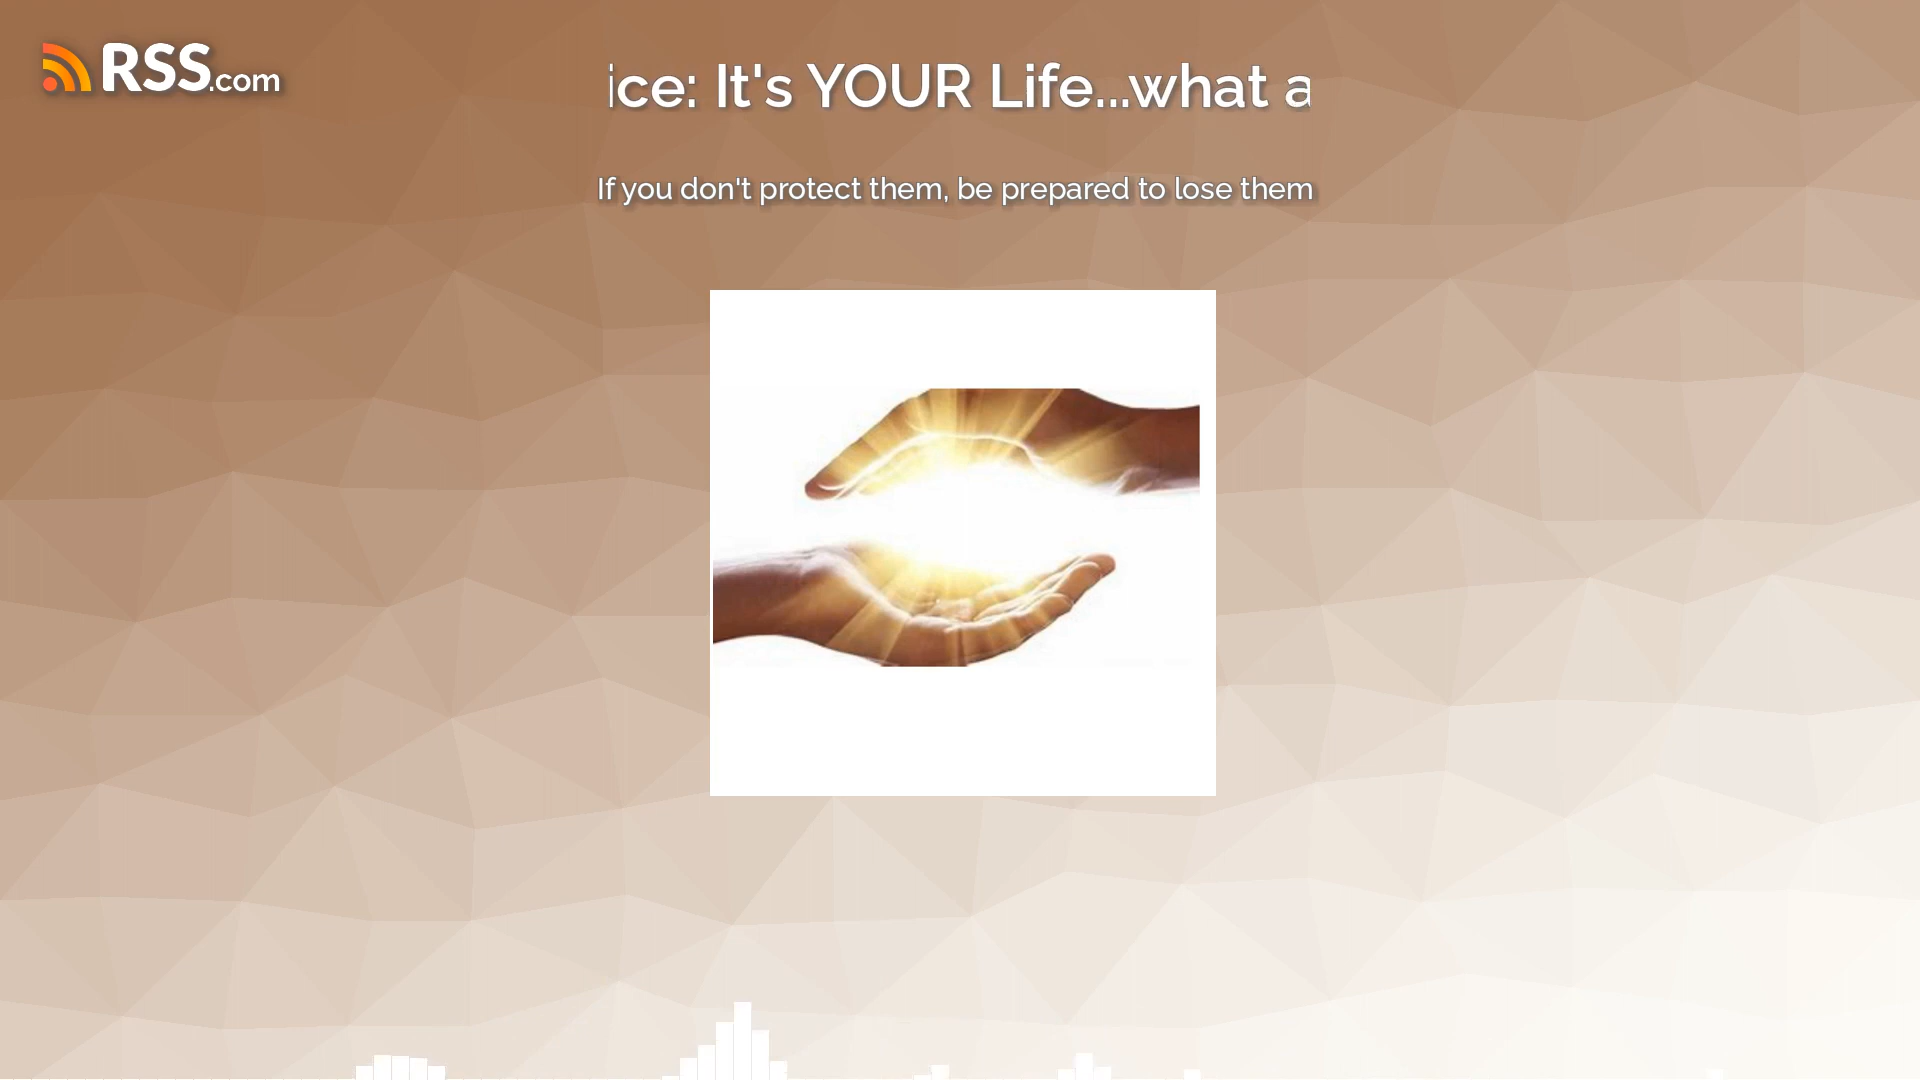 RSS.com
ice: It's YOUR Life...what a
If you don't protect them, be prepared to lose them